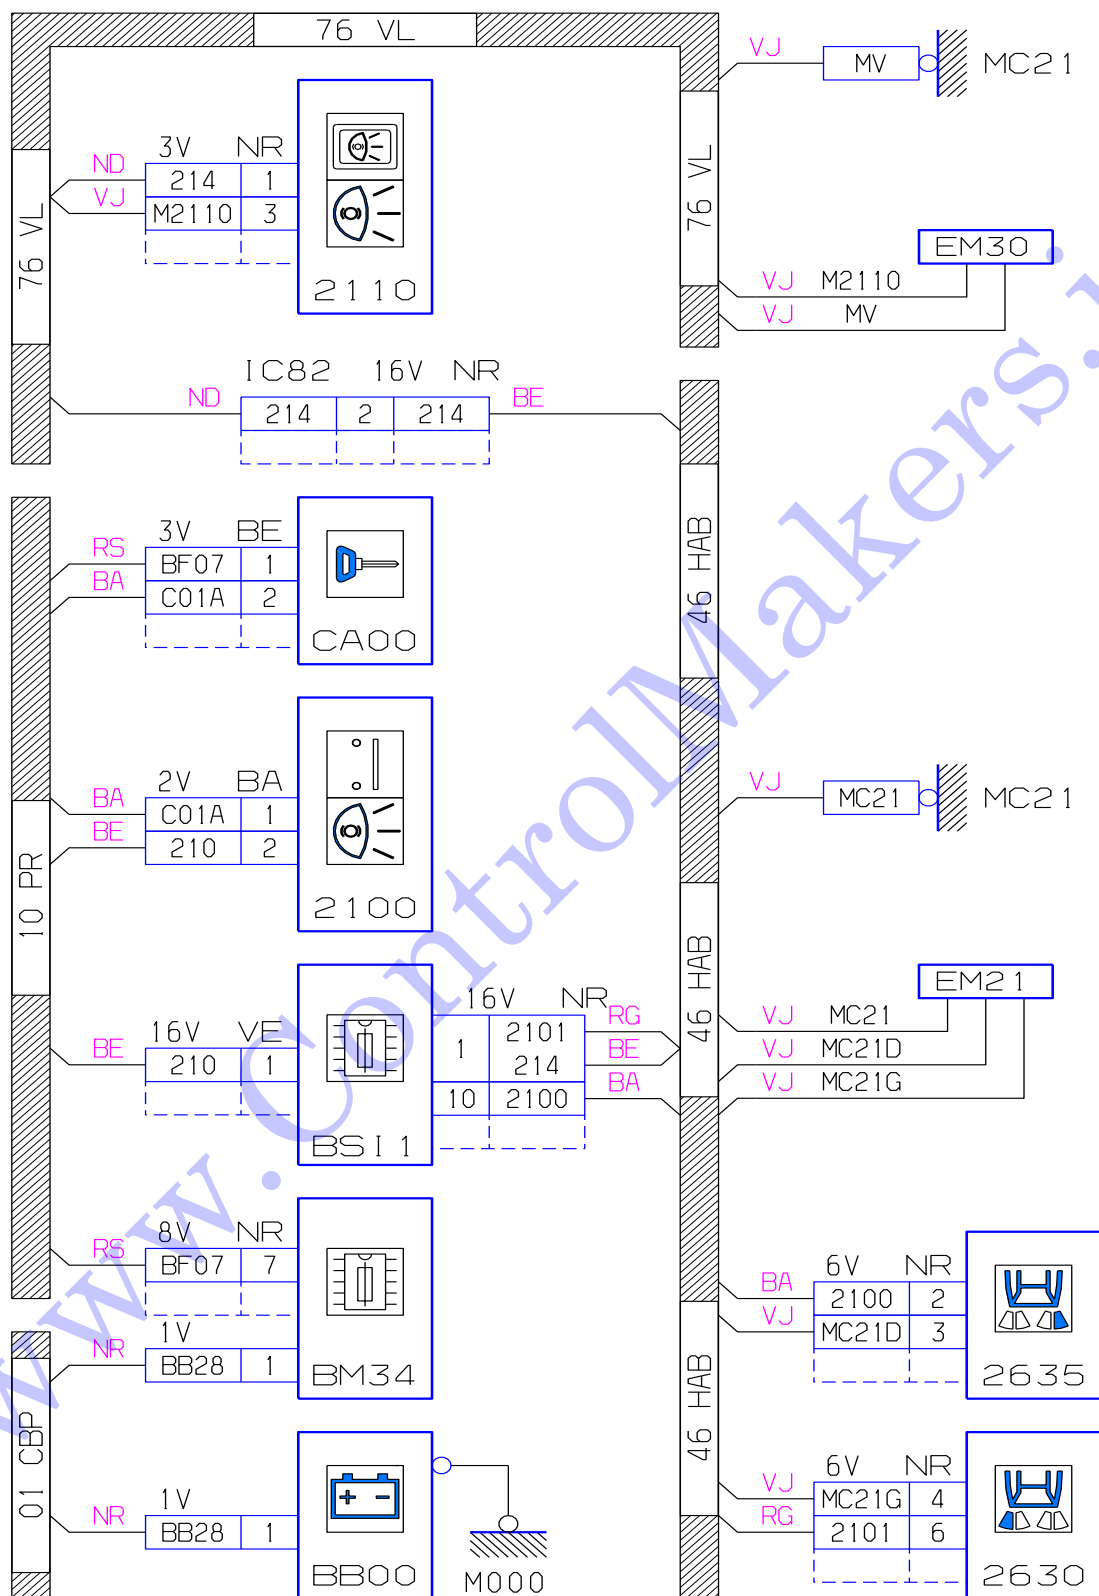 76 VL
VJ
MV
MC21
3V NR
ND 214 1
VJ M2110 3
2110
76 VL
76 VL
EM30
VJ M2110
VJ MV
IC82 16V NR
ND 214 2 214 BE
46 HAB
3V BE
RS BF07 1
BA C01A 2
CA00
2V BA
BA C01A 1
BE 210 2
2100
10 PR
VJ MC21 MC21
46 HAB
EM21
VJ MC21
VJ MC21D
VJ MC21G
16V VE
BE 210 1
BSI1
16V NR
1 2101 RG
214 BE
10 2100 BA
8V NR
RS BF07 7
1V
NR BB28 1
BM34
01 CBP
46 HAB
6V NR
BA 2100 2
VJ MC21D 3
2635
1V
NR BB28 1
BB00
M000
6V NR
VJ MC21G 4
RG 2101 6
2630
www.ControlMakers.